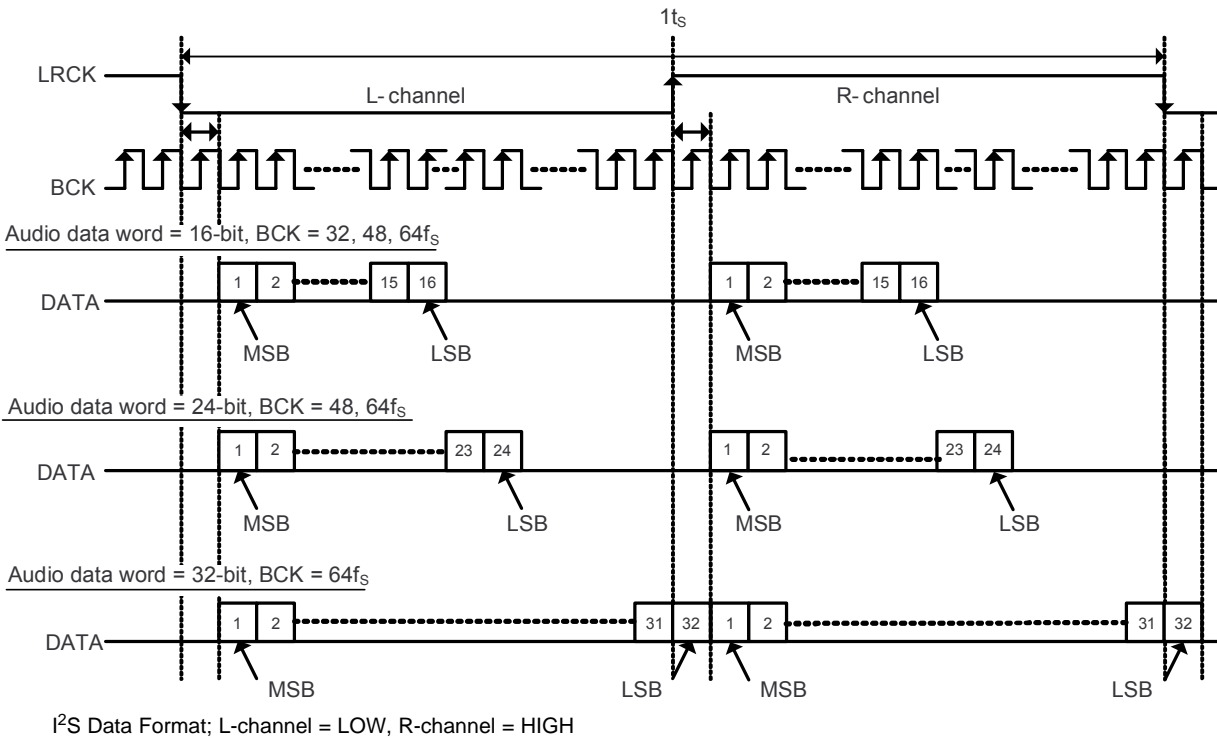 1tS
LRCK
L- channel
R- channel
BCK
Audio data word = 16-bit, BCK = 32, 48, 64fS
DATA
1 2 15 16 1 2 15 16
MSB LSB MSB LSB
Audio data word = 24-bit, BCK = 48, 64fS
DATA
1 2 23 24 1 2 23 24
MSB LSB MSB LSB
Audio data word = 32-bit, BCK = 64fS
DATA
1 2 31 32 1 2 31 32
MSB LSB MSB LSB
I2S Data Format; L-channel = LOW, R-channel = HIGH